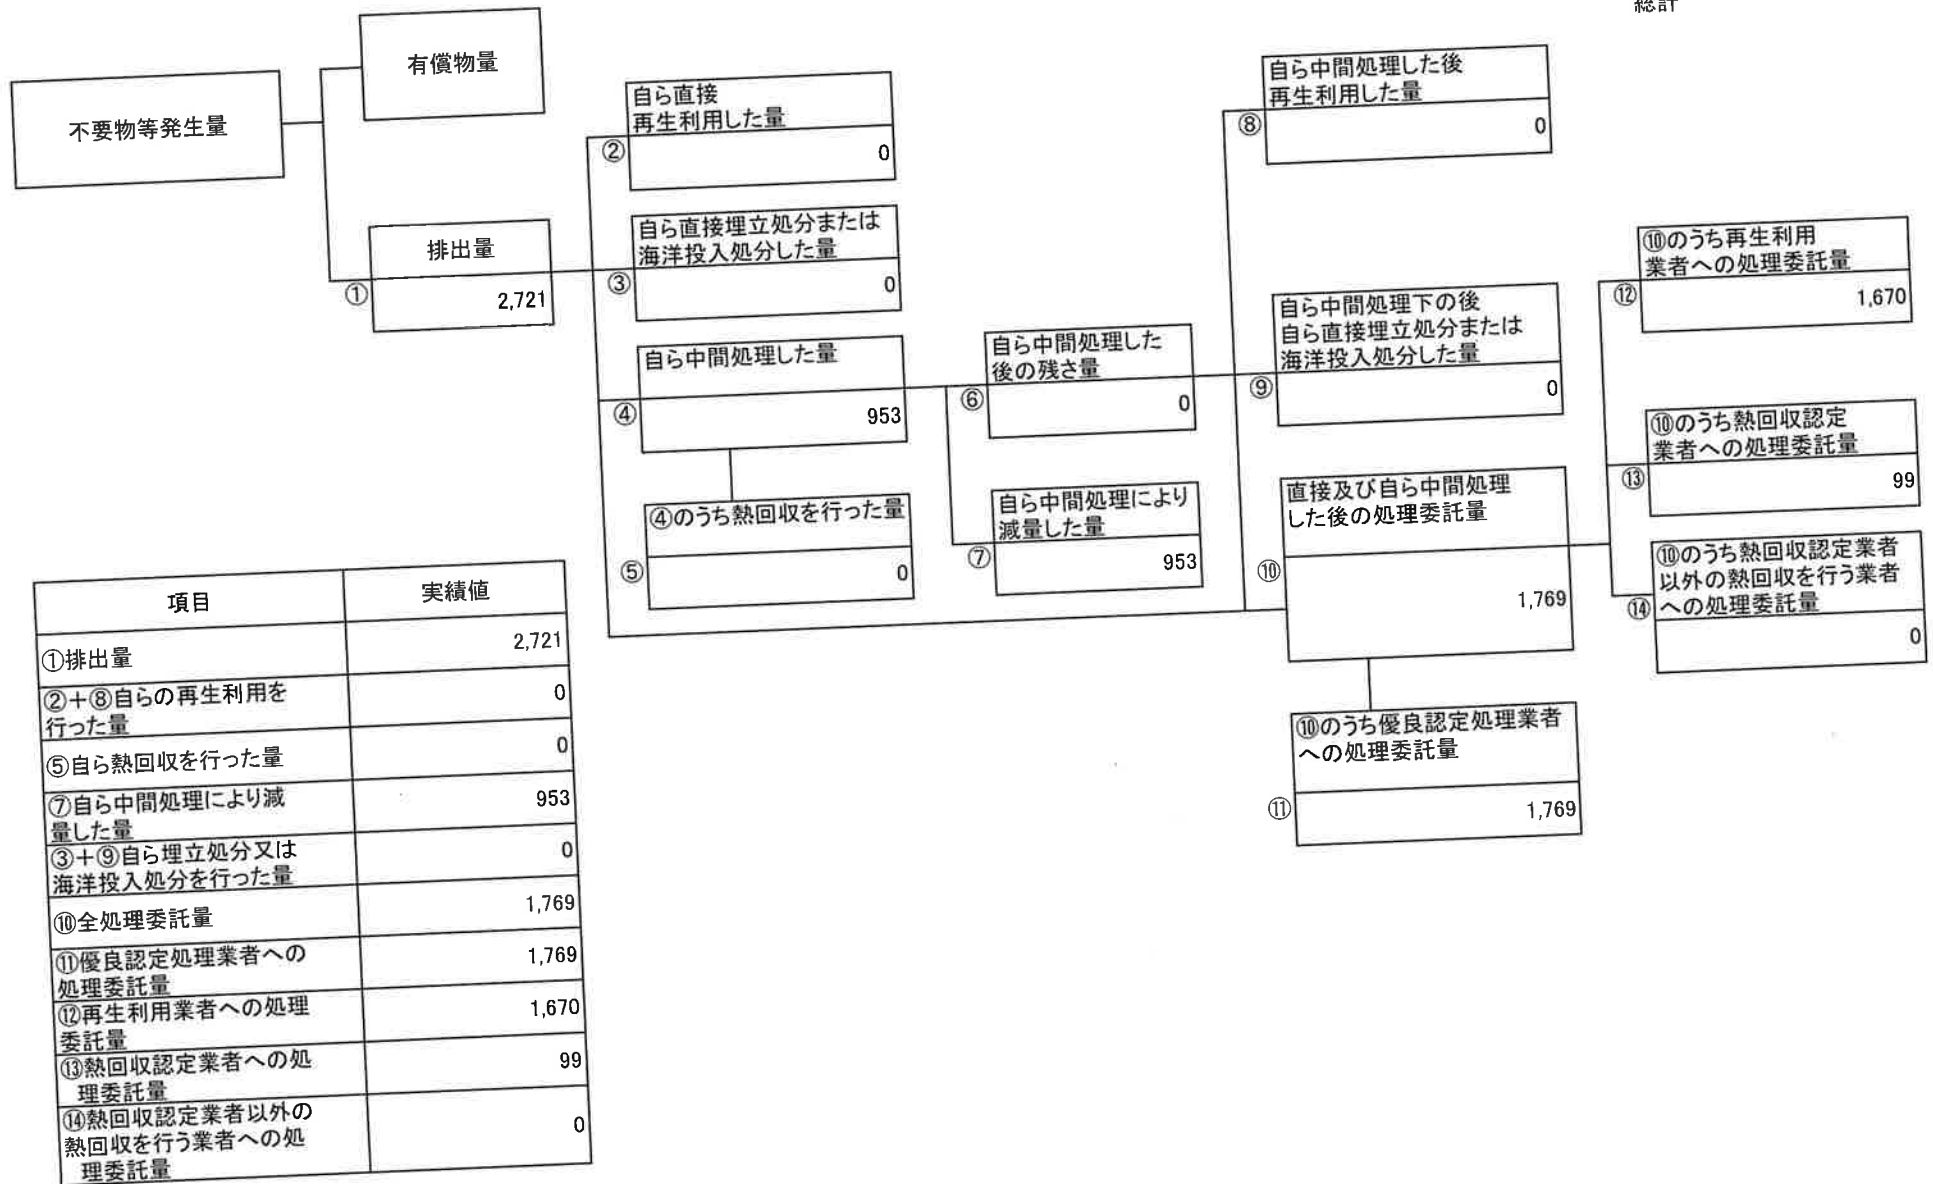 総計
不要物等発生量
有償物量
排出量
①
2,721
自ら直接
再生利用した量
②
0
自ら直接埋立処分または
海洋投入処分した量
③
0
自ら中間処理した量
④
953
④のうち熱回収を行った量
⑤
0
自ら中間処理した
後の残さ量
⑥
0
自ら中間処理により
減量した量
⑦
953
自ら中間処理した後
再生利用した量
⑧
0
自ら中間処理下の後
自ら直接埋立処分または
海洋投入処分した量
⑨
0
直接及び自ら中間処理
した後の処理委託量
⑩
1,769
⑩のうち優良認定処理業者
への処理委託量
⑪
1,769
⑩のうち再生利用
業者への処理委託量
⑫
1,670
⑩のうち熱回収認定
業者への処理委託量
⑬
99
⑩のうち熱回収認定業者
以外の熱回収を行う業者
への処理委託量
⑭
0
項目 実績値
①排出量 2,721
②＋⑧自らの再生利用を
行った量 0
⑤自ら熱回収を行った量 0
⑦自ら中間処理により減
量した量 953
③＋⑨自ら埋立処分又は
海洋投入処分を行った量 0
⑩全処理委託量 1,769
⑪優良認定処理業者への
処理委託量 1,769
⑫再生利用業者への処理
委託量 1,670
⑬熱回収認定業者への処
理委託量 99
⑭熱回収認定業者以外の
熱回収を行う業者への処
理委託量 0